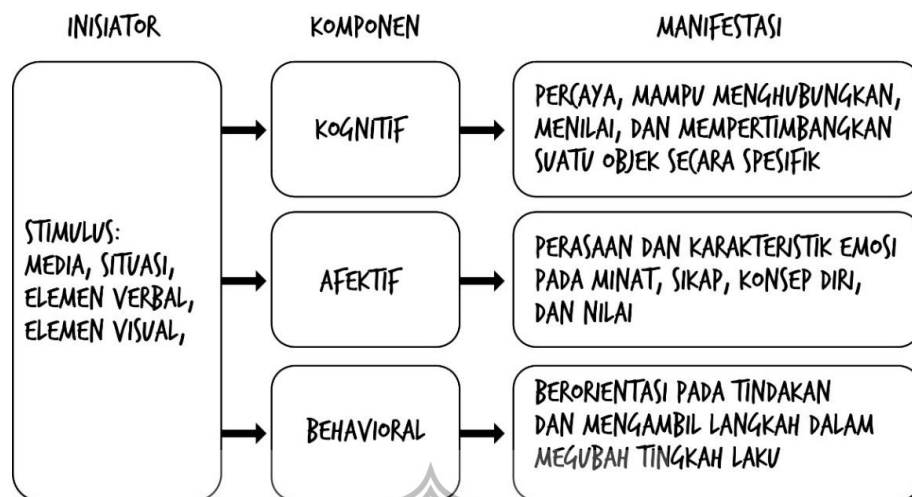 INISIATOR
KOMPONEN
MANIFESTASI
STIMULUS:
MEDIA, SITUASI,
ELEMEN VERBAL,
ELEMEN VISUAL,
KOGNITIF
PERCAYA, MAMPU MENGHUBUNGKAN,
MENILAI, DAN MEMPERTIMBANGKAN
SUATU OBJEK SECARA SPESIFIK
AFEKTIF
PERASAAN DAN KARAKTERISTIK EMOSI
PADA MINAT, SIKAP, KONSEP DIRI,
DAN NILAI
BEHAVIORAL
BERORIENTASI PADA TINDAKAN
DAN MENGAMBIL LANGKAH DALAM
MEGUBAH TINGKAH LAKU